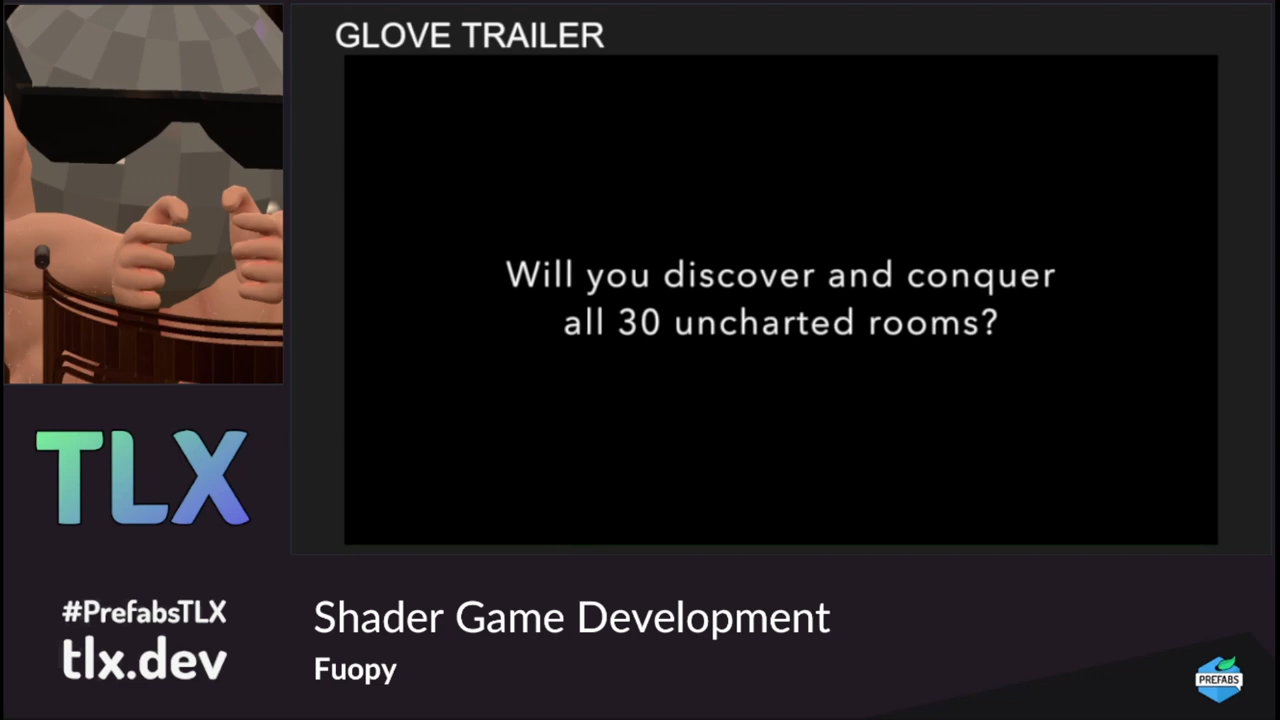 GLOVE TRAILER
Will you discover and conquer
all 30 uncharted rooms?
TLX
#PrefabsTLX
tlx.dev
Shader Game Development
Fuopy
PREFABS